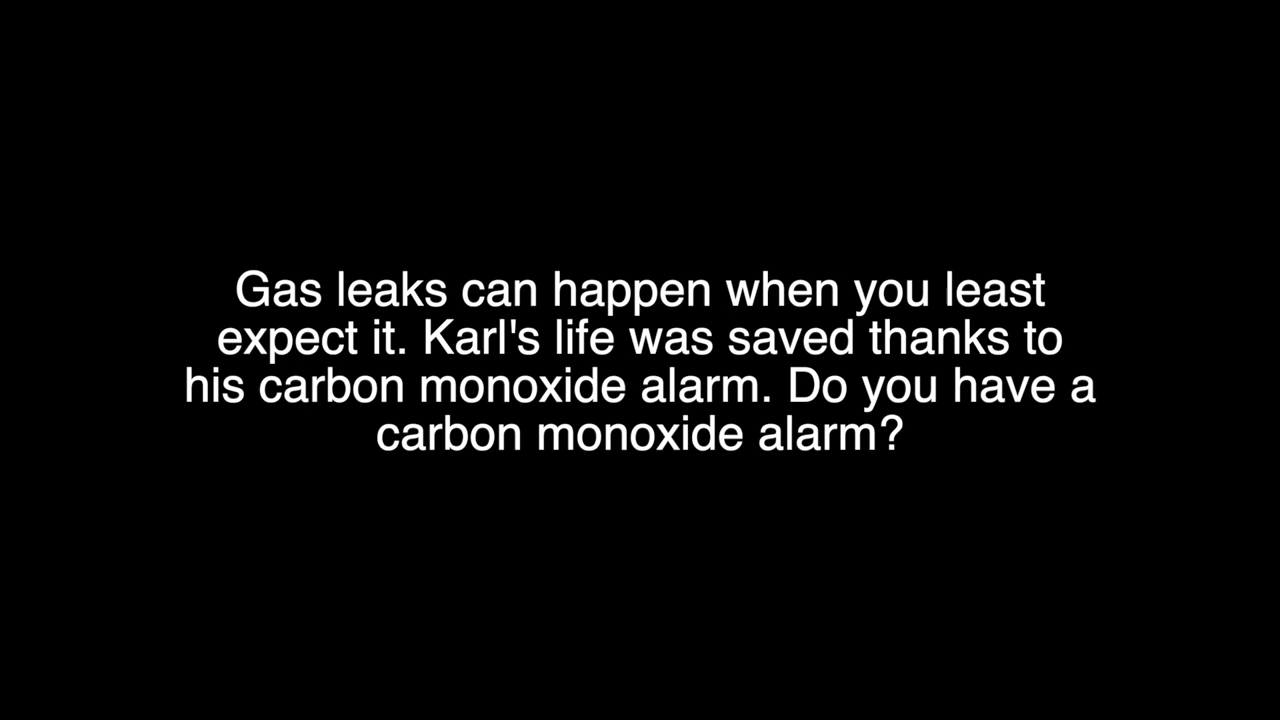 Gas leaks can happen when you least
expect it. Karl's life was saved thanks to
his carbon monoxide alarm. Do you have a
carbon monoxide alarm?